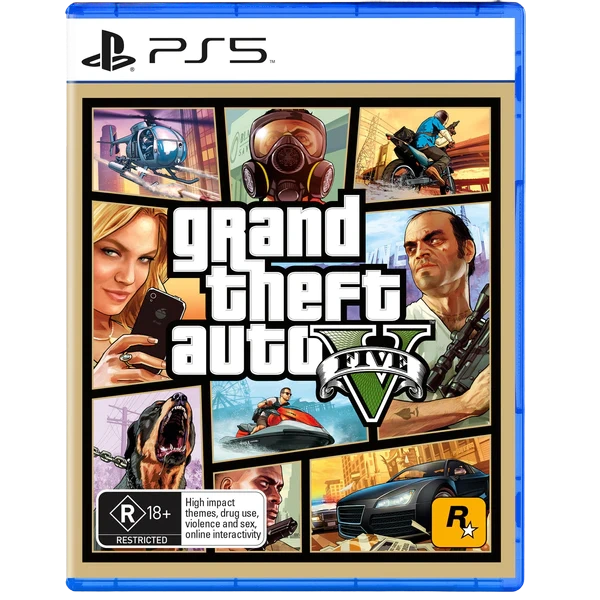 PS5
grand
theft
auto V
FIVE
R 18+
RESTRICTED
High impact
themes, drug use,
violence and sex,
online interactivity
R